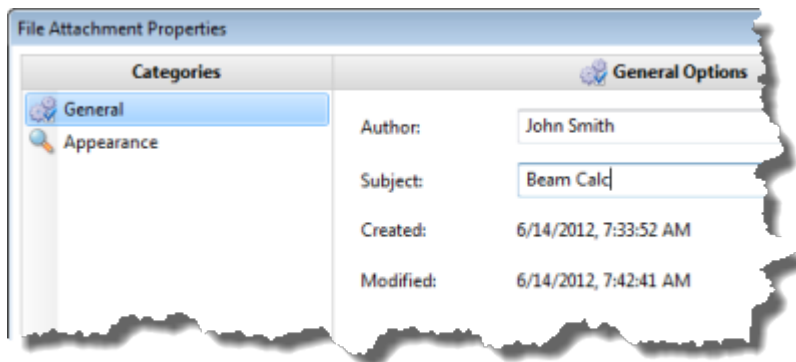 File Attachment Properties
Categories
General Options
General
Appearance
Author: John Smith
Subject: Beam Calc
Created: 6/14/2012, 7:33:52 AM
Modified: 6/14/2012, 7:42:41 AM